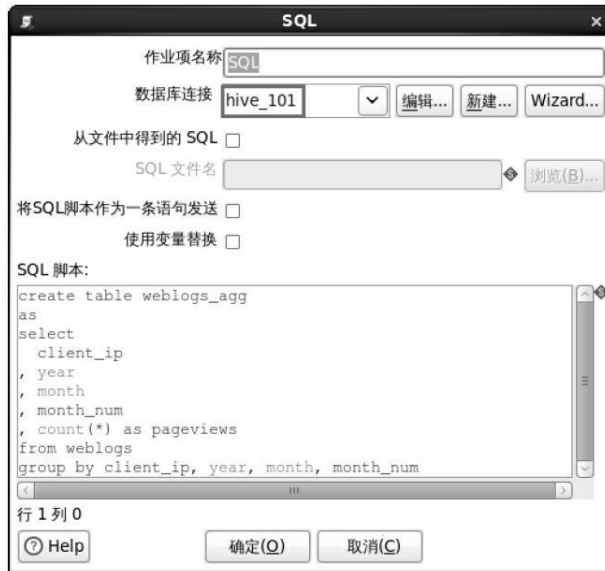 SQL
作业项名称 SQL
数据库连接 hive_101 编辑... 新建... Wizard...
从文件中得到的 SQL
SQL 文件名 浏览(B)...
将SQL脚本作为一条语句发送
使用变量替换
SQL 脚本:
create table weblogs_agg
as
select
client_ip
, year
, month
, month_num
, count(*) as pageviews
from weblogs
group by client_ip, year, month, month_num
行 1 列 0
Help 确定(O) 取消(C)